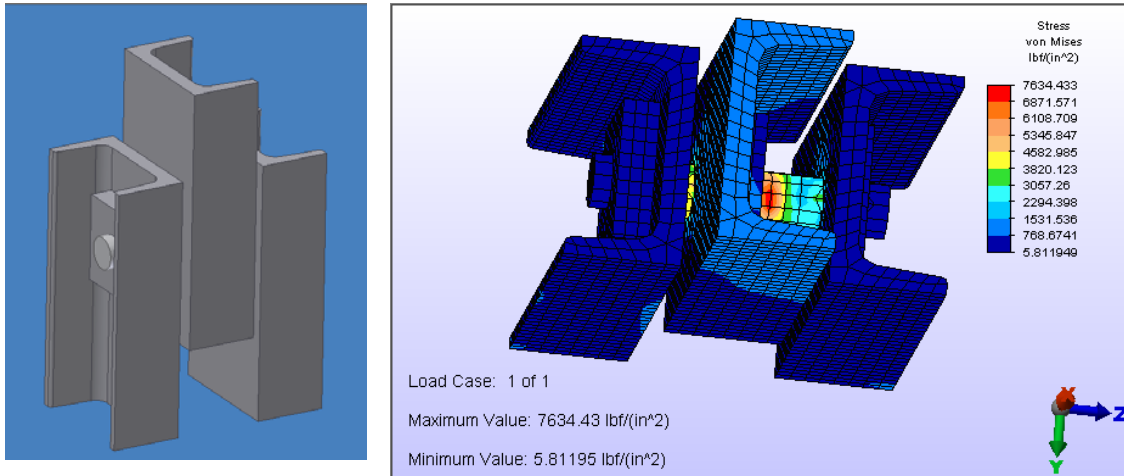 Stress
von Mises
lbf/(in^2)
7634.433
6871.571
6108.709
5345.847
4582.985
3820.123
3057.26
2294.398
1531.536
768.6741
5.811949
Load Case: 1 of 1
Maximum Value: 7634.43 lbf/(in^2)
Minimum Value: 5.81195 lbf/(in^2)
X
Z
Y